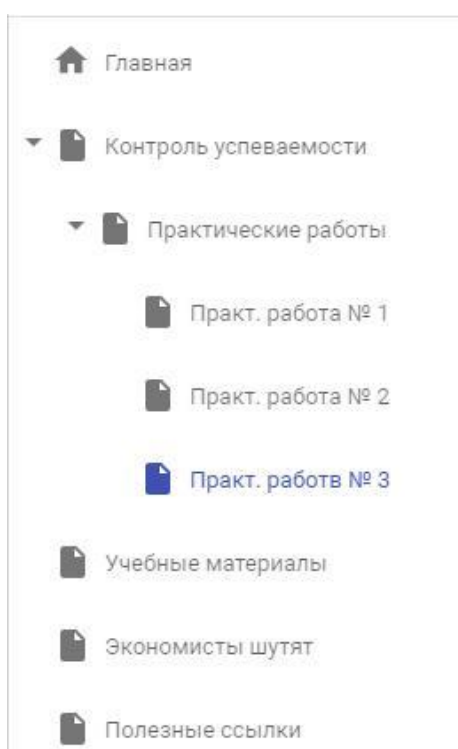 Главная
Контроль успеваемости
Практические работы
Практ. работа № 1
Практ. работа № 2
Практ. работв № 3
Учебные материалы
Экономисты шутят
Полезные ссылки